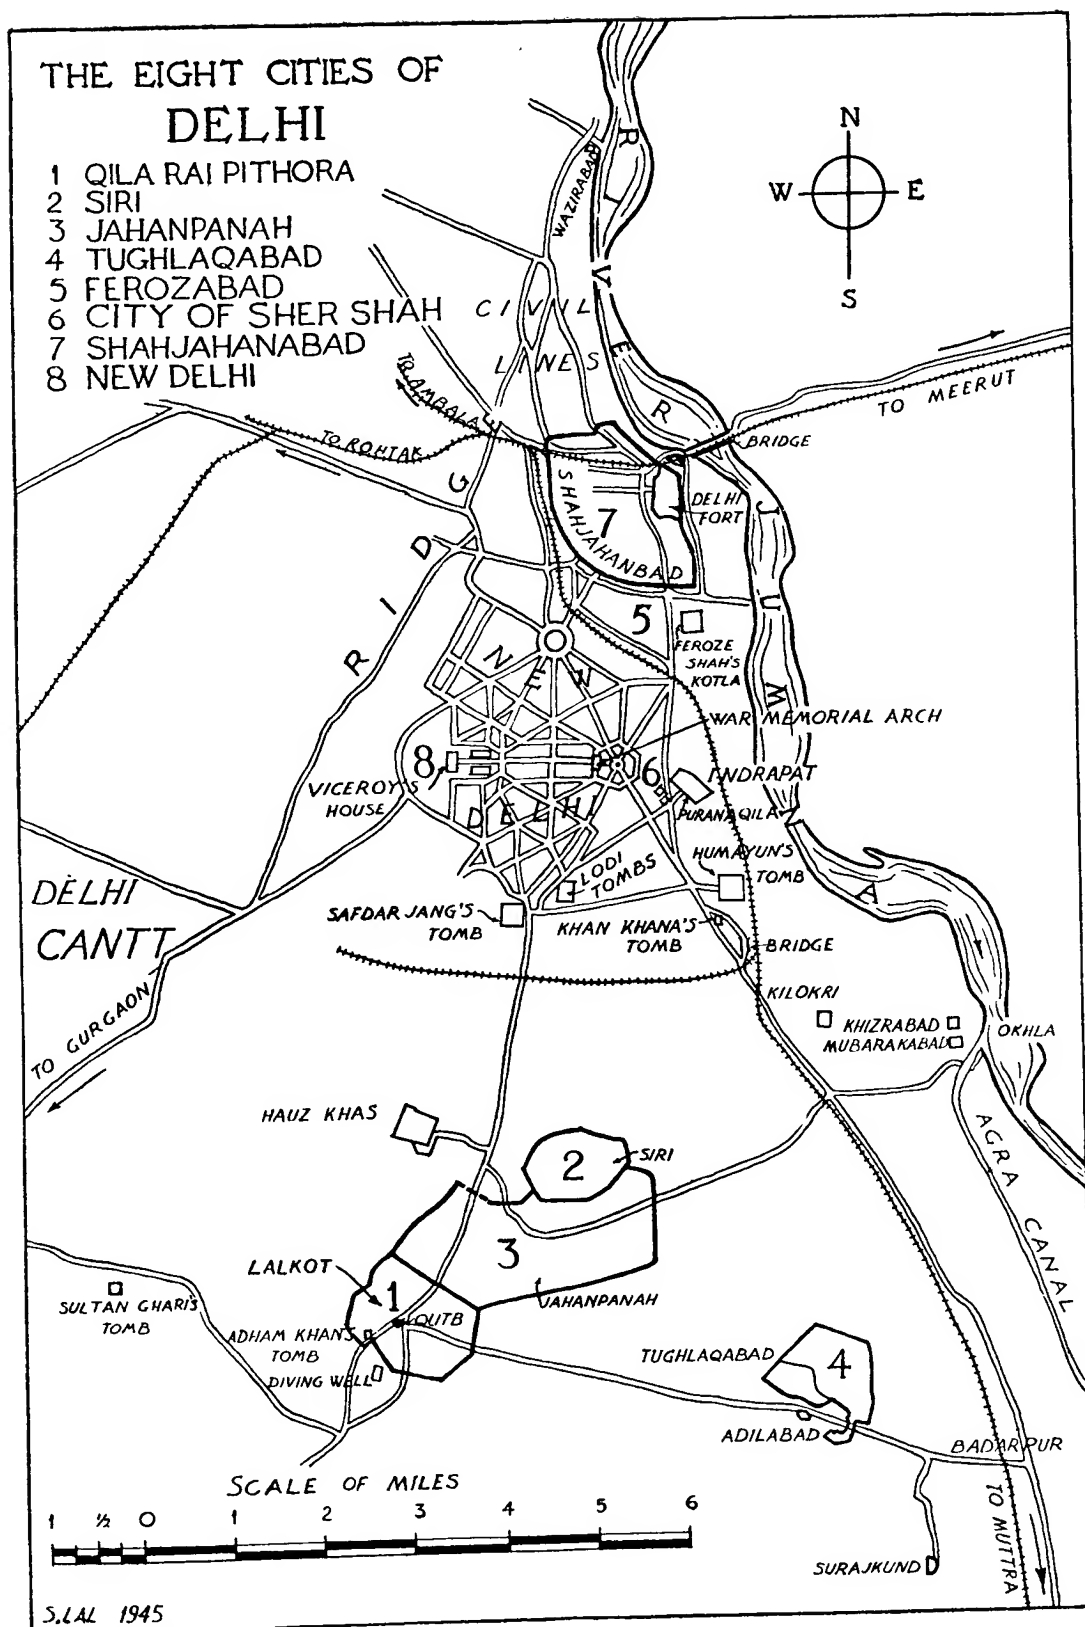 THE EIGHT CITIES OF
DELHI
1 QILA RAI PITHORA
2 SIRI
3 JAHANPANAH
4 TUGHLAQABAD
5 FEROZABAD
6 CITY OF SHER SHAH
7 SHAHJAHANABAD
8 NEW DELHI
N
W E
S
RIVER JUMNA
WAZIRABAD
CIVIL
LINES
TO AMBALA
TO ROHTAK
TO MEERUT
BRIDGE
RIDG
SHAHJAHANBAD
7
DELHI
FORT
5
FEROZE
SHAH'S
KOTLA
NEW
DELHI
WAR MEMORIAL ARCH
8
VICEROY'S
HOUSE
6
INDRAPAT
PURANA QILA
HUMAYUN'S
TOMB
LODI
TOMBS
DELHI
CANTT
SAFDAR JANG'S
TOMB
KHAN KHANA'S
TOMB
BRIDGE
KILOKRI
KHIZRABAD
MUBARAKABAD
OKHLA
TO GURGAON
HAUZ KHAS
2
SIRI
AGRA CANAL
3
LALKOT
JAHANPANAH
1
QUTB
SULTAN GHARI'S
TOMB
ADHAM KHAN'S
TOMB
DIVING WELL
TUGHLAQABAD
4
ADILABAD
BADARPUR
TO MUTTRA
SURAJKUND
SCALE OF MILES
1 ½ 0 1 2 3 4 5 6
S.LAL 1945